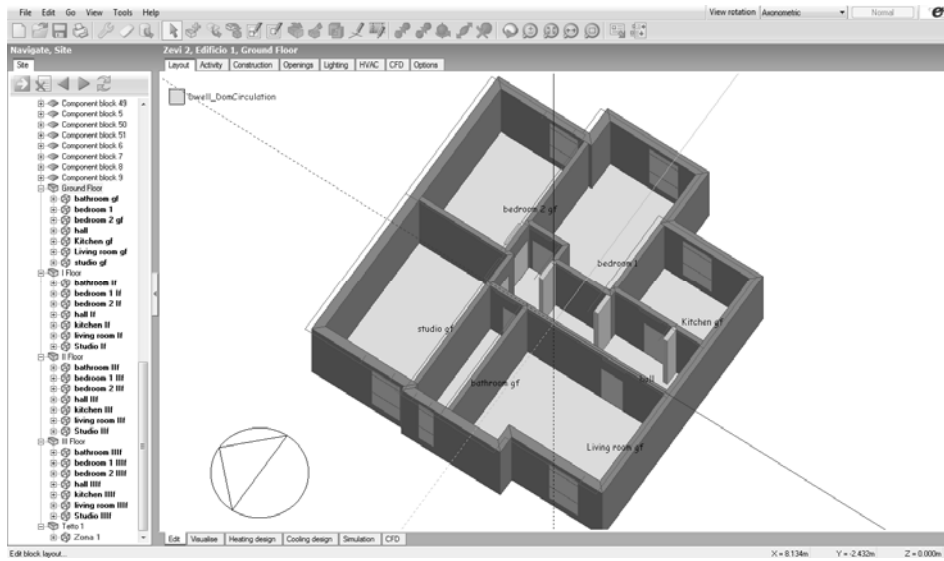 File Edit Go View Tools Help
View rotation Axonometric Normal
Navigate, Site
Zevi 2, Edificio 1, Ground Floor
Site
Layout Activity Construction Openings Lighting HVAC CFD Options
Component block 49
Component block 5
Component block 50
Component block 51
Component block 6
Component block 7
Component block 8
Component block 9
Ground Floor
bathroom gf
bedroom 1
bedroom 2 gf
hall
Kitchen gf
Living room gf
studio gf
I Floor
bathroom If
bedroom 1 If
bedroom 2 If
hall If
kitchen If
living room If
Studio If
II Floor
bathroom IIf
bedroom 1 IIf
bedroom 2 IIf
hall IIf
kitchen IIf
living room IIf
Studio IIf
III Floor
bathroom IIIf
bedroom 1 IIIf
bedroom 2 IIIf
hall IIIf
kitchen IIIf
living room IIIf
Studio IIIf
Tetto 1
Zona 1
Dwell_DomCirculation
bedroom 2 gf
bedroom 1
Kitchen gf
studio gf
hall
bathroom gf
Living room gf
Edit Visualise Heating design Cooling design Simulation CFD
Edit block layout...
X = 8.134m Y = -2.432m Z = 0.000m